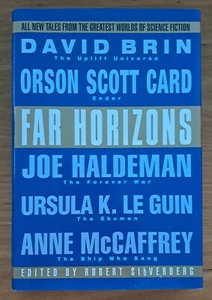 ALL NEW TALES FROM THE GREATEST WORLDS OF SCIENCE FICTION
DAVID BRIN
The Uplift Universe
ORSON SCOTT CARD
Ender
FAR HORIZONS
JOE HALDEMAN
The Forever War
URSULA K. LE GUIN
The Ekumen
ANNE McCAFFREY
The Ship Who Sang
EDITED BY ROBERT SILVERBERG